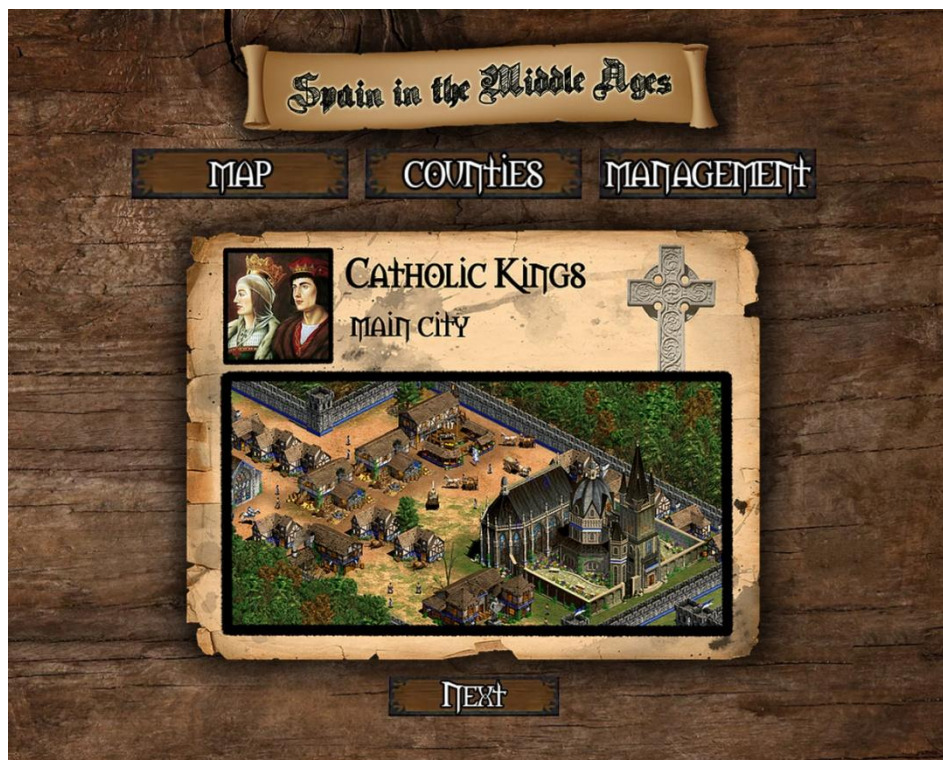 Spain in the Middle Ages
MAP COUNTIES MANAGEMENT
CATHOLIC KINGS
MAIN CITY
NEXT